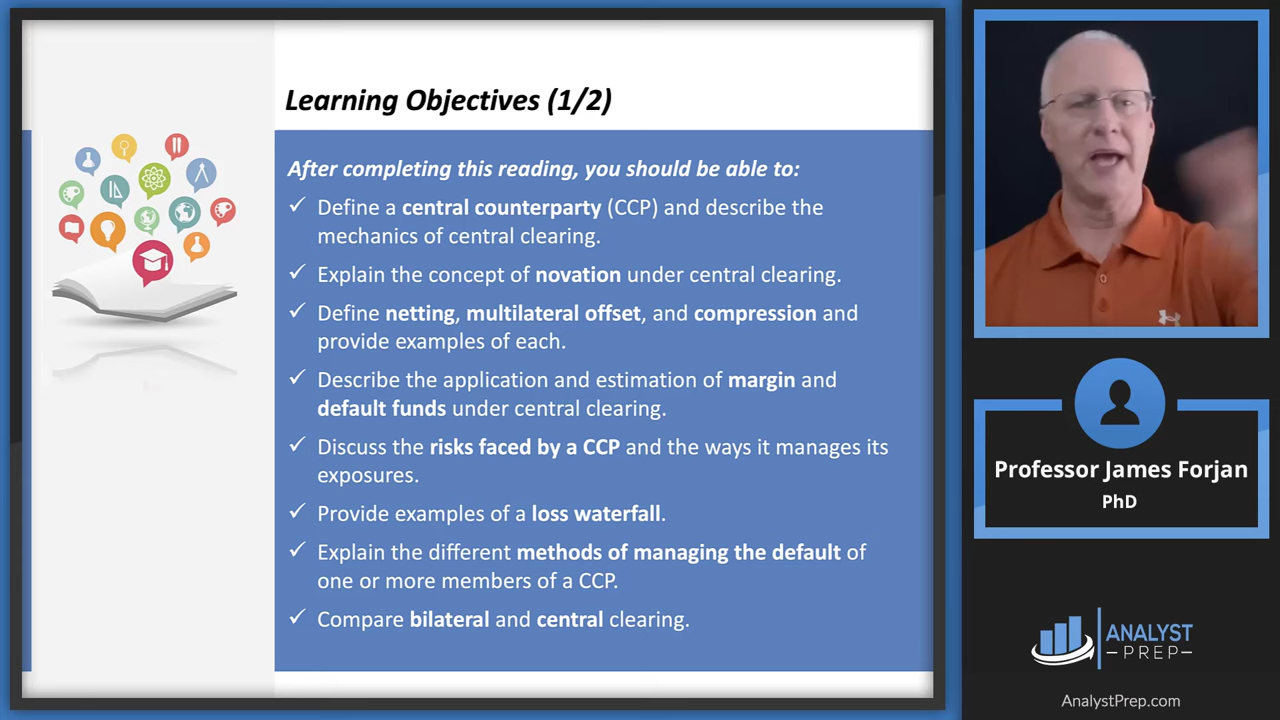 Learning Objectives (1/2)
After completing this reading, you should be able to:
✓ Define a central counterparty (CCP) and describe the
mechanics of central clearing.
✓ Explain the concept of novation under central clearing.
✓ Define netting, multilateral offset, and compression and
provide examples of each.
✓ Describe the application and estimation of margin and
default funds under central clearing.
✓ Discuss the risks faced by a CCP and the ways it manages its
exposures.
✓ Provide examples of a loss waterfall.
✓ Explain the different methods of managing the default of
one or more members of a CCP.
✓ Compare bilateral and central clearing.
Professor James Forjan
PhD
ANALYST
PREP
AnalystPrep.com